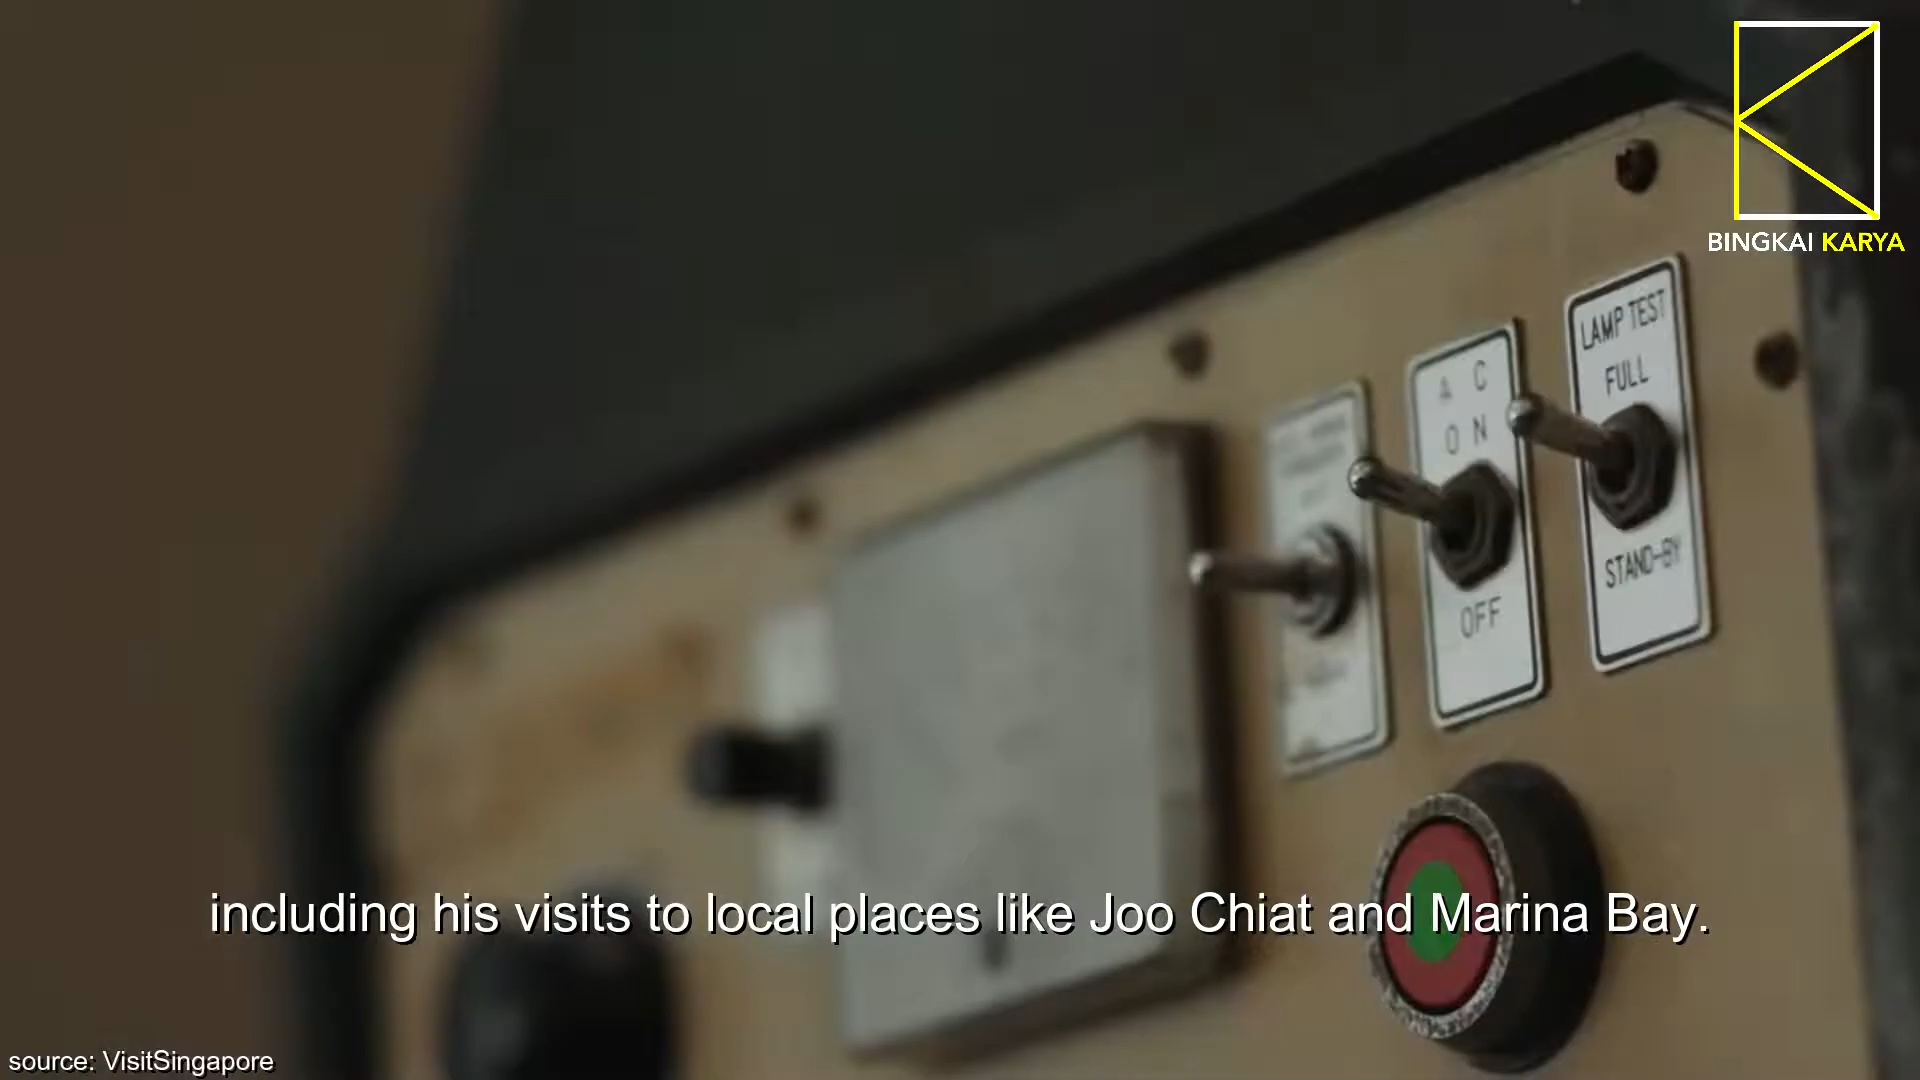 BINGKAI KARYA
LAMP TEST
FULL
STAND-BY
A C
O N
OFF
including his visits to local places like Joo Chiat and Marina Bay.
source: VisitSingapore